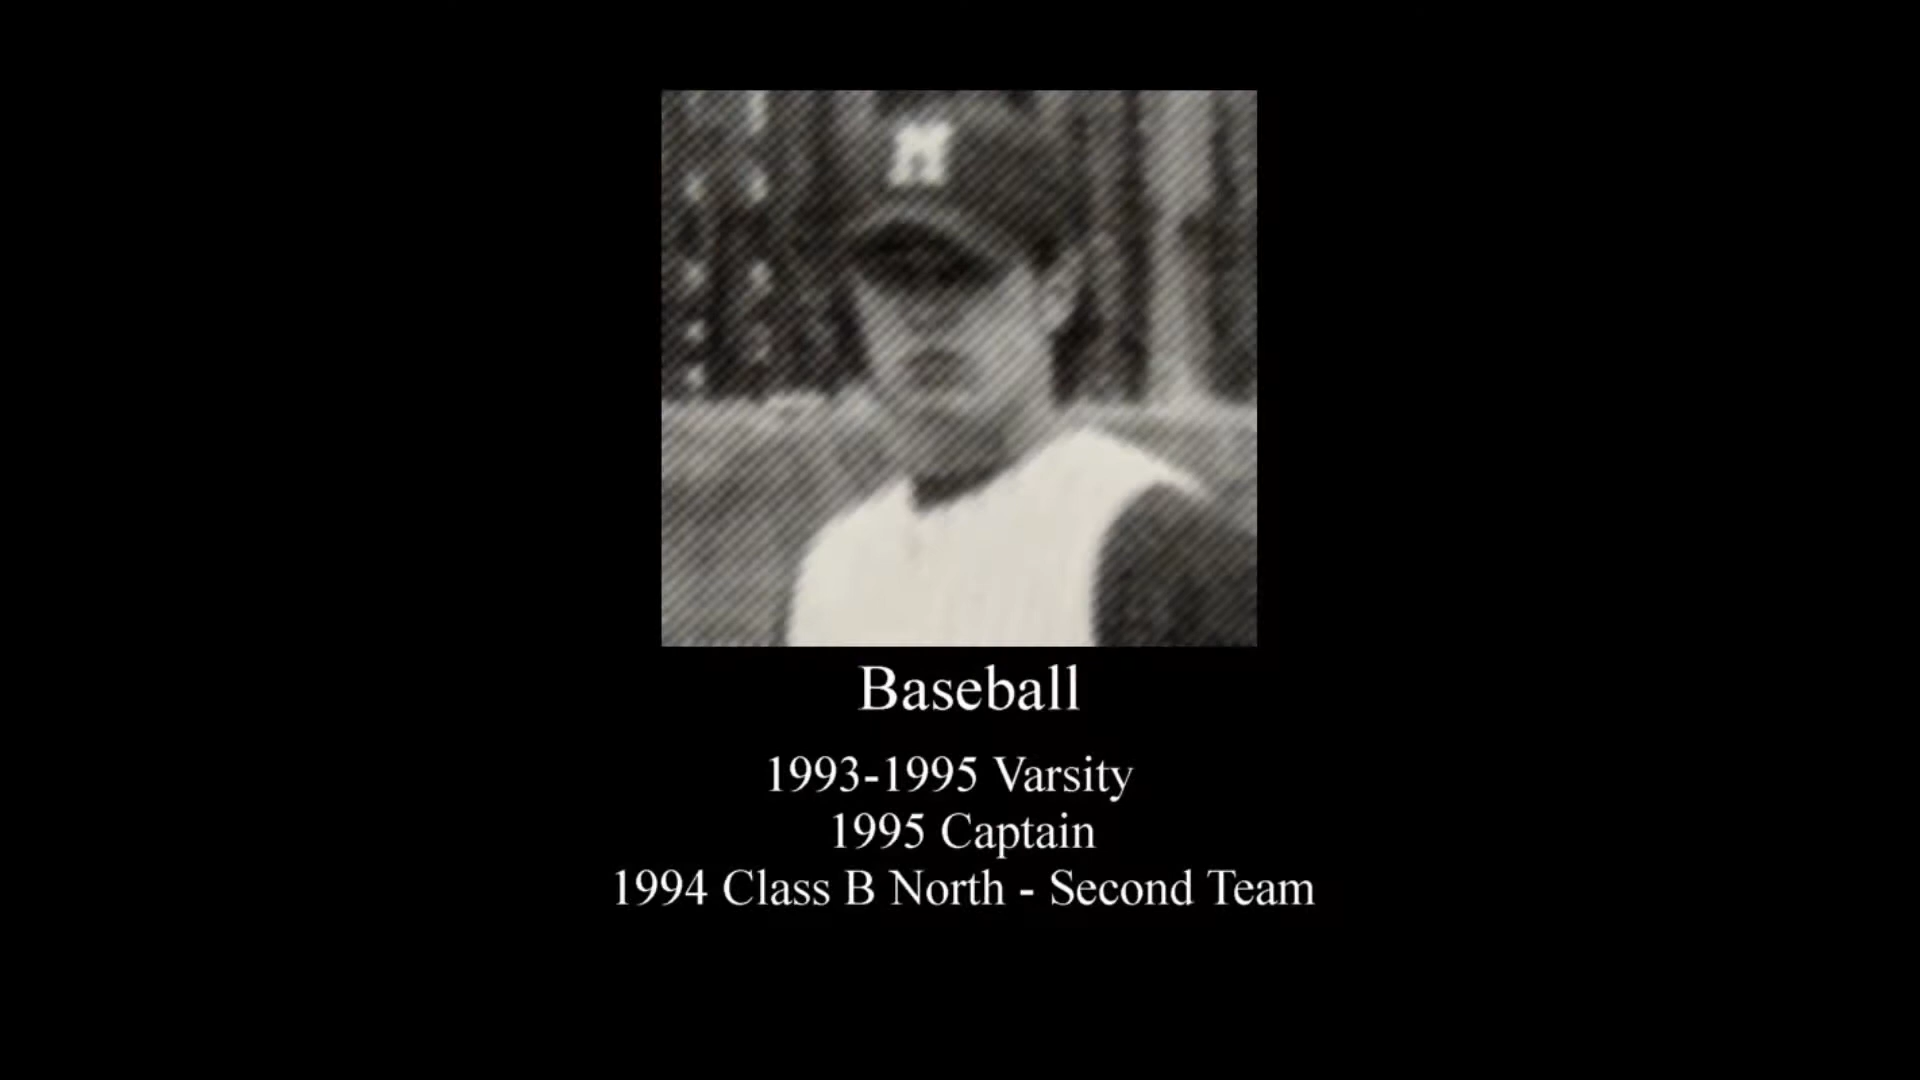 Baseball
1993-1995 Varsity
1995 Captain
1994 Class B North - Second Team